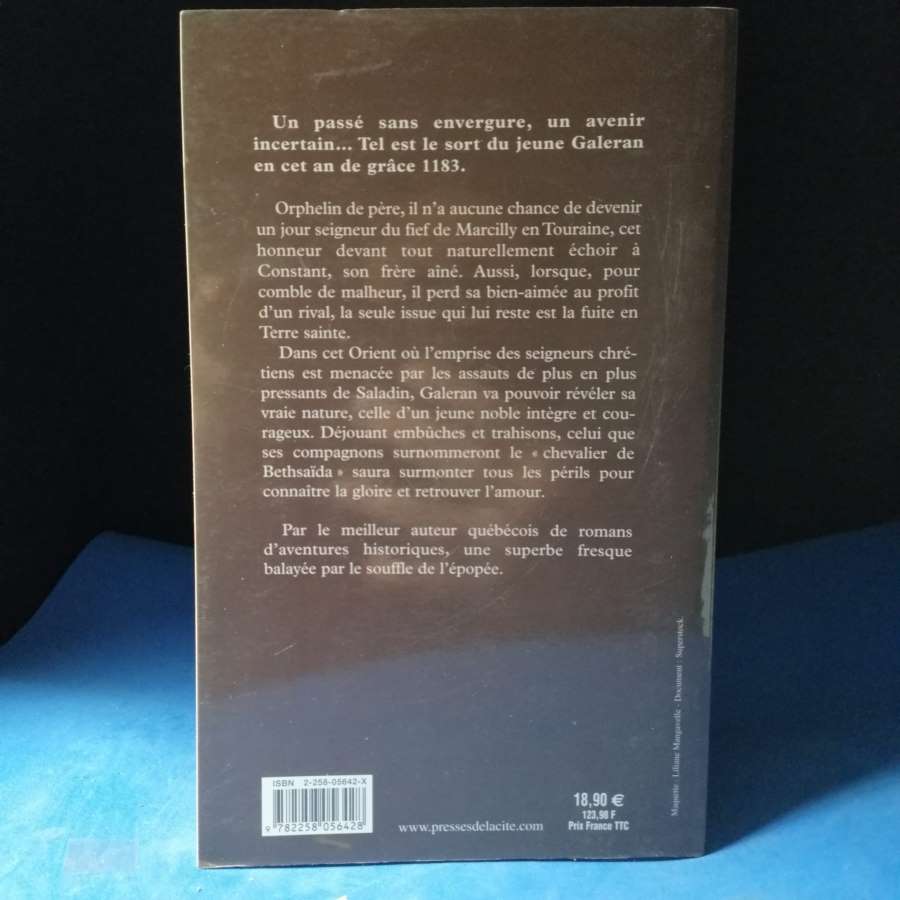 Un passé sans envergure, un avenir
incertain... Tel est le sort du jeune Galeran
en cet an de grâce 1183.
Orphelin de père, il n'a aucune chance de devenir
un jour seigneur du fief de Marcilly en Touraine, cet
honneur devant tout naturellement échoir à
Constant, son frère aîné. Aussi, lorsque, pour
comble de malheur, il perd sa bien-aimée au profit
d'un rival, la seule issue qui lui reste est la fuite en
Terre sainte.
Dans cet Orient où l'emprise des seigneurs chré-
tiens est menacée par les assauts de plus en plus
pressants de Saladin, Galeran va pouvoir révéler sa
vraie nature, celle d'un jeune noble intègre et cou-
rageux. Déjouant embûches et trahisons, celui que
ses compagnons surnommeront le « chevalier de
Bethsaïda » saura surmonter tous les périls pour
connaître la gloire et retrouver l'amour.
Par le meilleur auteur québécois de romans
d'aventures historiques, une superbe fresque
balayée par le souffle de l'épopée.
Maquette : Liliane Mangavelle - Document : Superstock
ISBN 2-258-05642-X
9 782258 056428
www.pressesdelacite.com
18,90 €
123,98 F
Prix France TTC